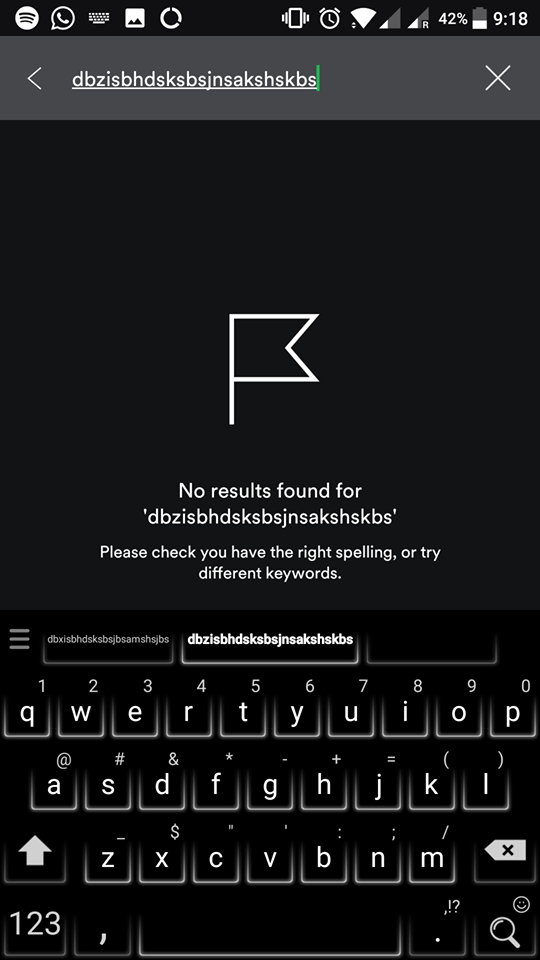 42% 9:18
dbzisbhdsksbsjnsakshskbs
No results found for
'dbzisbhdsksbsjnsakshskbs'
Please check you have the right spelling, or try
different keywords.
dbxisbhdsksbsjbsamshsjbs dbzisbhdsksbsjnsakshskbs
1 2 3 4 5 6 7 8 9 0
q w e r t y u i o p
@ # & * - + = ( )
a s d f g h j k l
_ $ " ' : ; /
z x c v b n m
,!?
123 , .